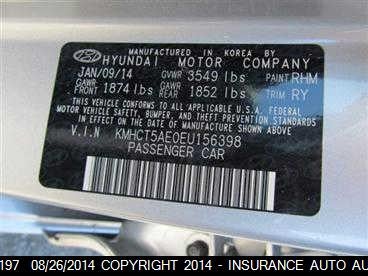 MANUFACTURED IN KOREA BY
HYUNDAI MOTOR COMPANY
JAN/09/14 GVWR 3549 lbs PAINT RHM
GAWR FRONT 1874 lbs GAWR REAR 1852 lbs TRIM RY
THIS VEHICLE CONFORMS TO ALL APPLICABLE U.S.A FEDERAL
MOTOR VEHICLE SAFETY, BUMPER, AND THEFT PREVENTION
STANDARDS IN EFFECT ON THE DATE OF MANUFACTURE SHOWN ABOVE.
V.I.N KMHCT5AE0EU156398
PASSENGER CAR
197 08/26/2014 COPYRIGHT 2014 - INSURANCE AUTO AU